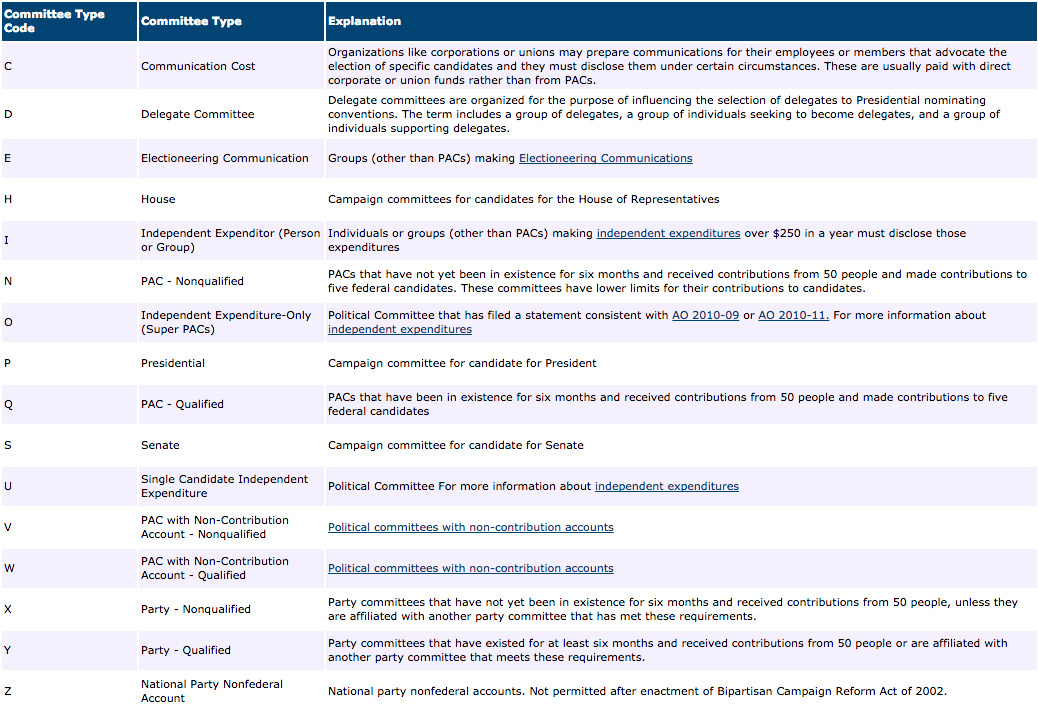 Committee Type Code
Committee Type
Explanation
C
Communication Cost
Organizations like corporations or unions may prepare communications for their employees or members that advocate the
election of specific candidates and they must disclose them under certain circumstances. These are usually paid with direct
corporate or union funds rather than from PACs.
D
Delegate Committee
Delegate committees are organized for the purpose of influencing the selection of delegates to Presidential nominating
conventions. The term includes a group of delegates, a group of individuals seeking to become delegates, and a group of
individuals supporting delegates.
E
Electioneering Communication
Groups (other than PACs) making Electioneering Communications
H
House
Campaign committees for candidates for the House of Representatives
I
Independent Expenditor (Person
or Group)
Individuals or groups (other than PACs) making independent expenditures over $250 in a year must disclose those
expenditures
N
PAC - Nonqualified
PACs that have not yet been in existence for six months and received contributions from 50 people and made contributions to
five federal candidates. These committees have lower limits for their contributions to candidates.
O
Independent Expenditure-Only
(Super PACs)
Political Committee that has filed a statement consistent with AO 2010-09 or AO 2010-11. For more information about
independent expenditures
P
Presidential
Campaign committee for candidate for President
Q
PAC - Qualified
PACs that have been in existence for six months and received contributions from 50 people and made contributions to five
federal candidates
S
Senate
Campaign committee for candidate for Senate
U
Single Candidate Independent
Expenditure
Political Committee For more information about independent expenditures
V
PAC with Non-Contribution
Account - Nonqualified
Political committees with non-contribution accounts
W
PAC with Non-Contribution
Account - Qualified
Political committees with non-contribution accounts
X
Party - Nonqualified
Party committees that have not yet been in existence for six months and received contributions from 50 people, unless they
are affiliated with another party committee that has met these requirements.
Y
Party - Qualified
Party committees that have existed for at least six months and received contributions from 50 people or are affiliated with
another party committee that meets these requirements.
Z
National Party Nonfederal
Account
National party nonfederal accounts. Not permitted after enactment of Bipartisan Campaign Reform Act of 2002.